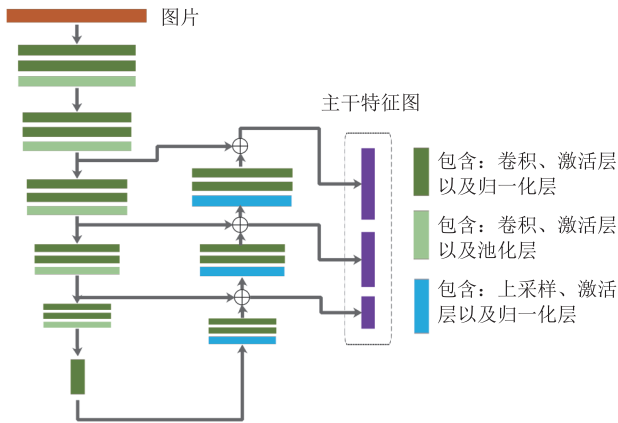 图片
主干特征图
包含：卷积、激活层
以及归一化层
包含：卷积、激活层
以及池化层
包含：上采样、激活
层以及归一化层